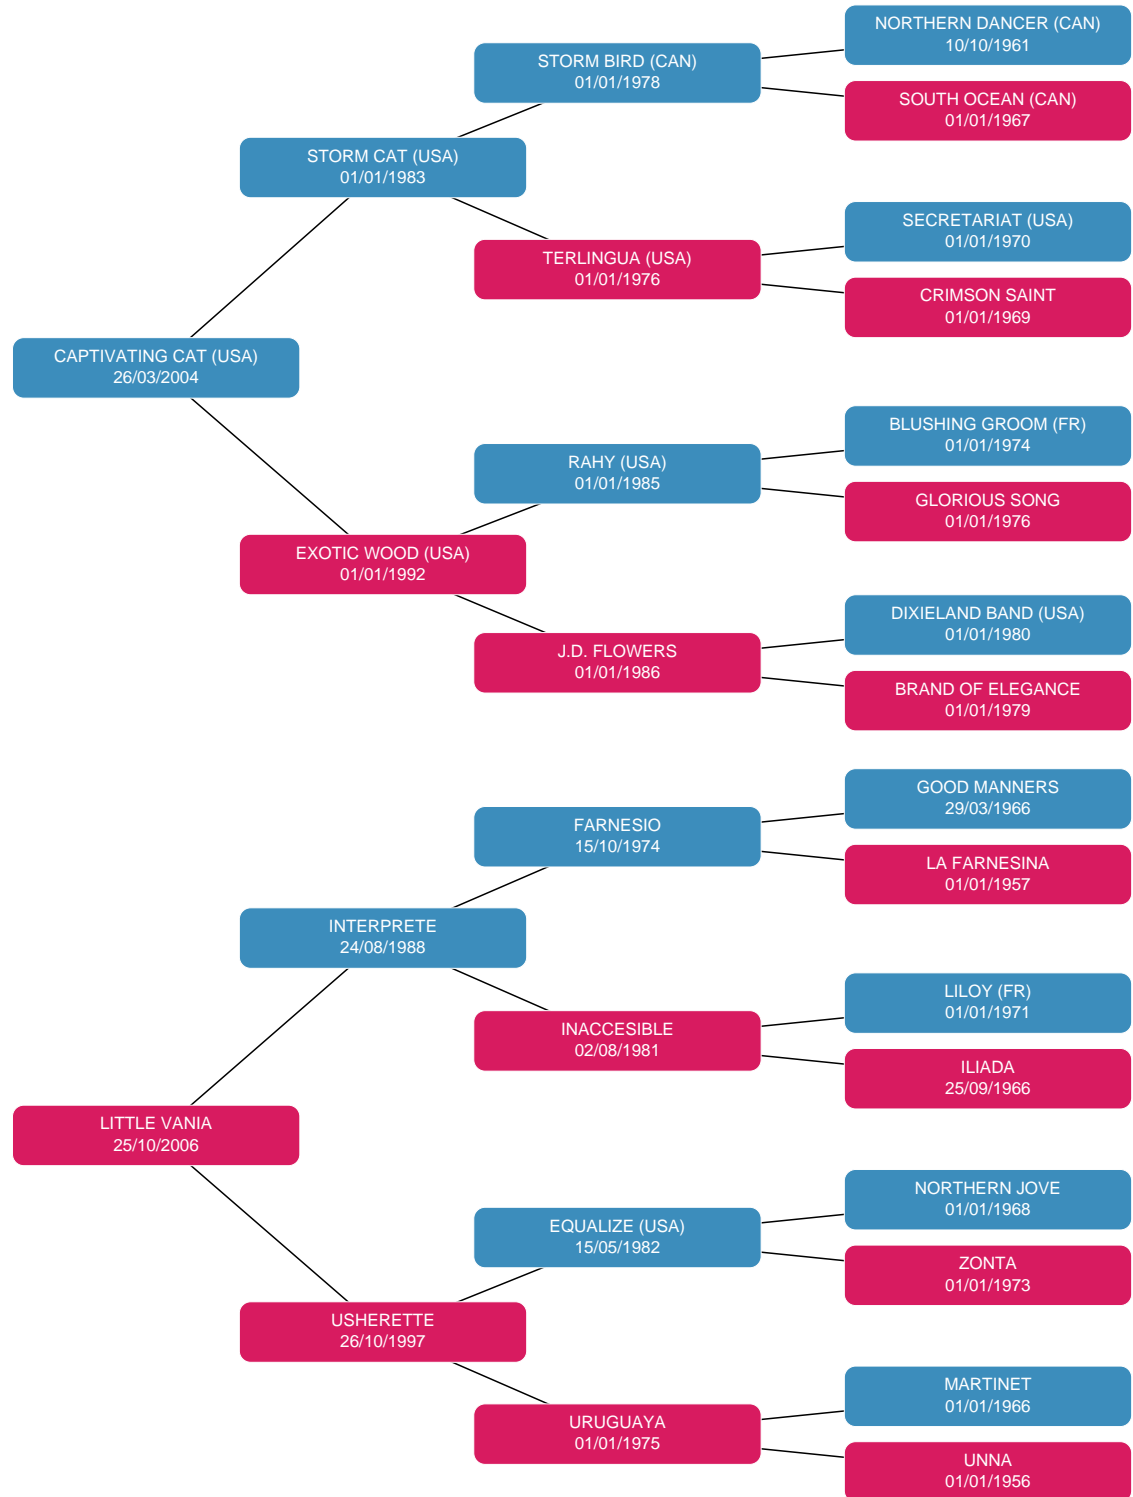 NORTHERN DANCER (CAN)
10/10/1961
STORM BIRD (CAN)
01/01/1978
SOUTH OCEAN (CAN)
01/01/1967
STORM CAT (USA)
01/01/1983
SECRETARIAT (USA)
01/01/1970
TERLINGUA (USA)
01/01/1976
CRIMSON SAINT
01/01/1969
CAPTIVATING CAT (USA)
26/03/2004
BLUSHING GROOM (FR)
01/01/1974
RAHY (USA)
01/01/1985
GLORIOUS SONG
01/01/1976
EXOTIC WOOD (USA)
01/01/1992
DIXIELAND BAND (USA)
01/01/1980
J.D. FLOWERS
01/01/1986
BRAND OF ELEGANCE
01/01/1979
GOOD MANNERS
29/03/1966
FARNESIO
15/10/1974
LA FARNESINA
01/01/1957
INTERPRETE
24/08/1988
LILOY (FR)
01/01/1971
INACCESIBLE
02/08/1981
ILIADA
25/09/1966
LITTLE VANIA
25/10/2006
NORTHERN JOVE
01/01/1968
EQUALIZE (USA)
15/05/1982
ZONTA
01/01/1973
USHERETTE
26/10/1997
MARTINET
01/01/1966
URUGUAYA
01/01/1975
UNNA
01/01/1956